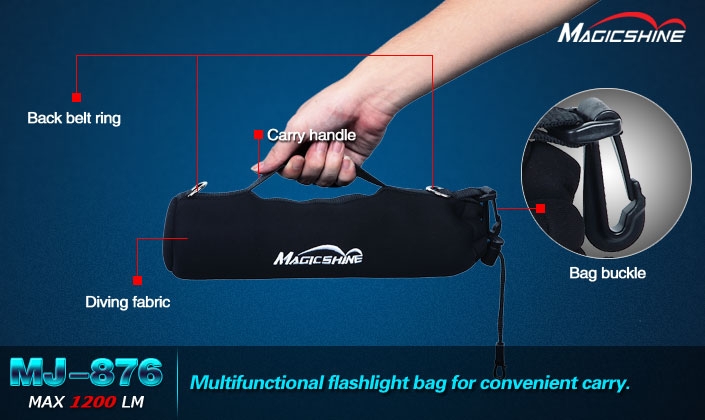 MAGICSHINE
Back belt ring
Carry handle
MAGICSHINE
Bag buckle
Diving fabric
MJ-876
MAX 1200 LM
Multifunctional flashlight bag for convenient carry.